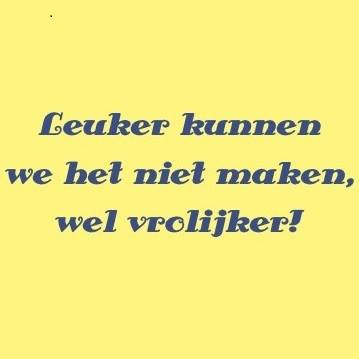 Leuker kunnen
we het niet maken,
wel vrolijker!